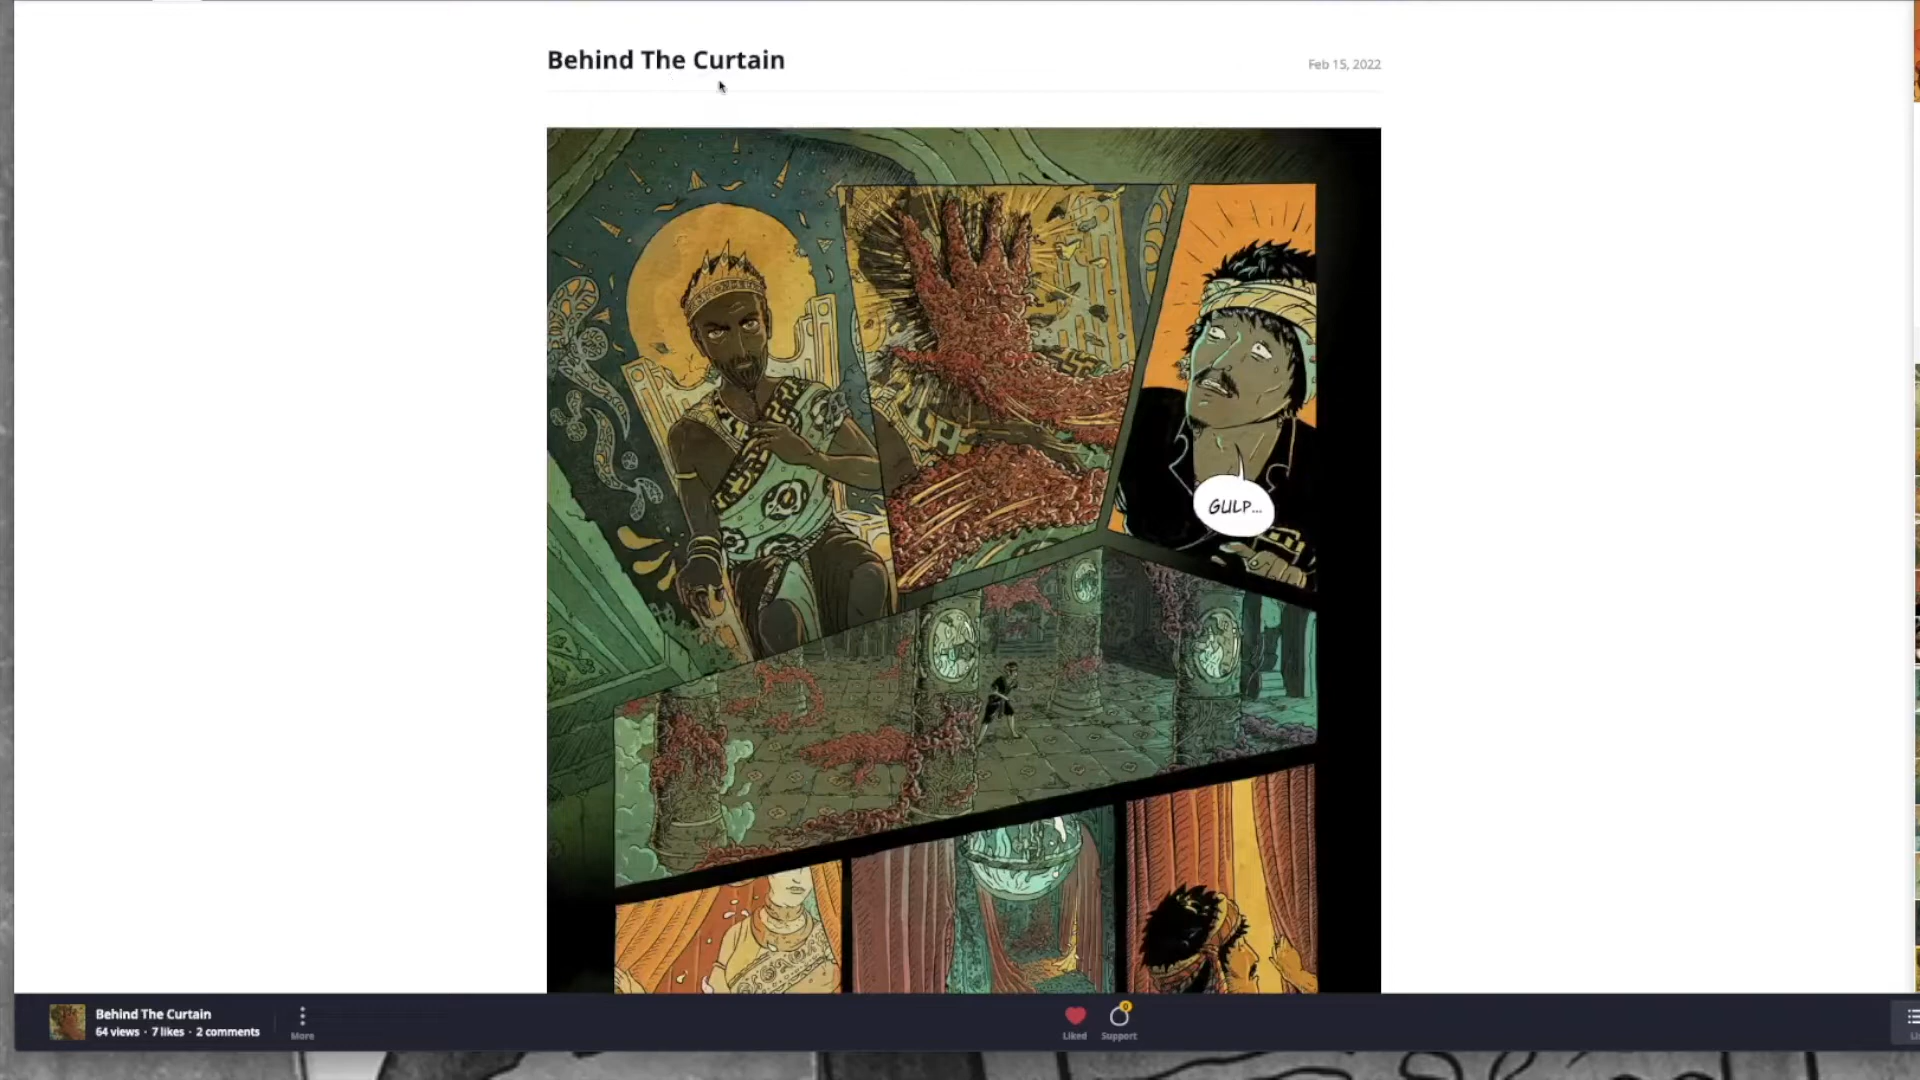 Behind The Curtain
Feb 15, 2022
GULP...
Behind The Curtain
64 views · 7 likes · 2 comments
More
Liked
0
Support